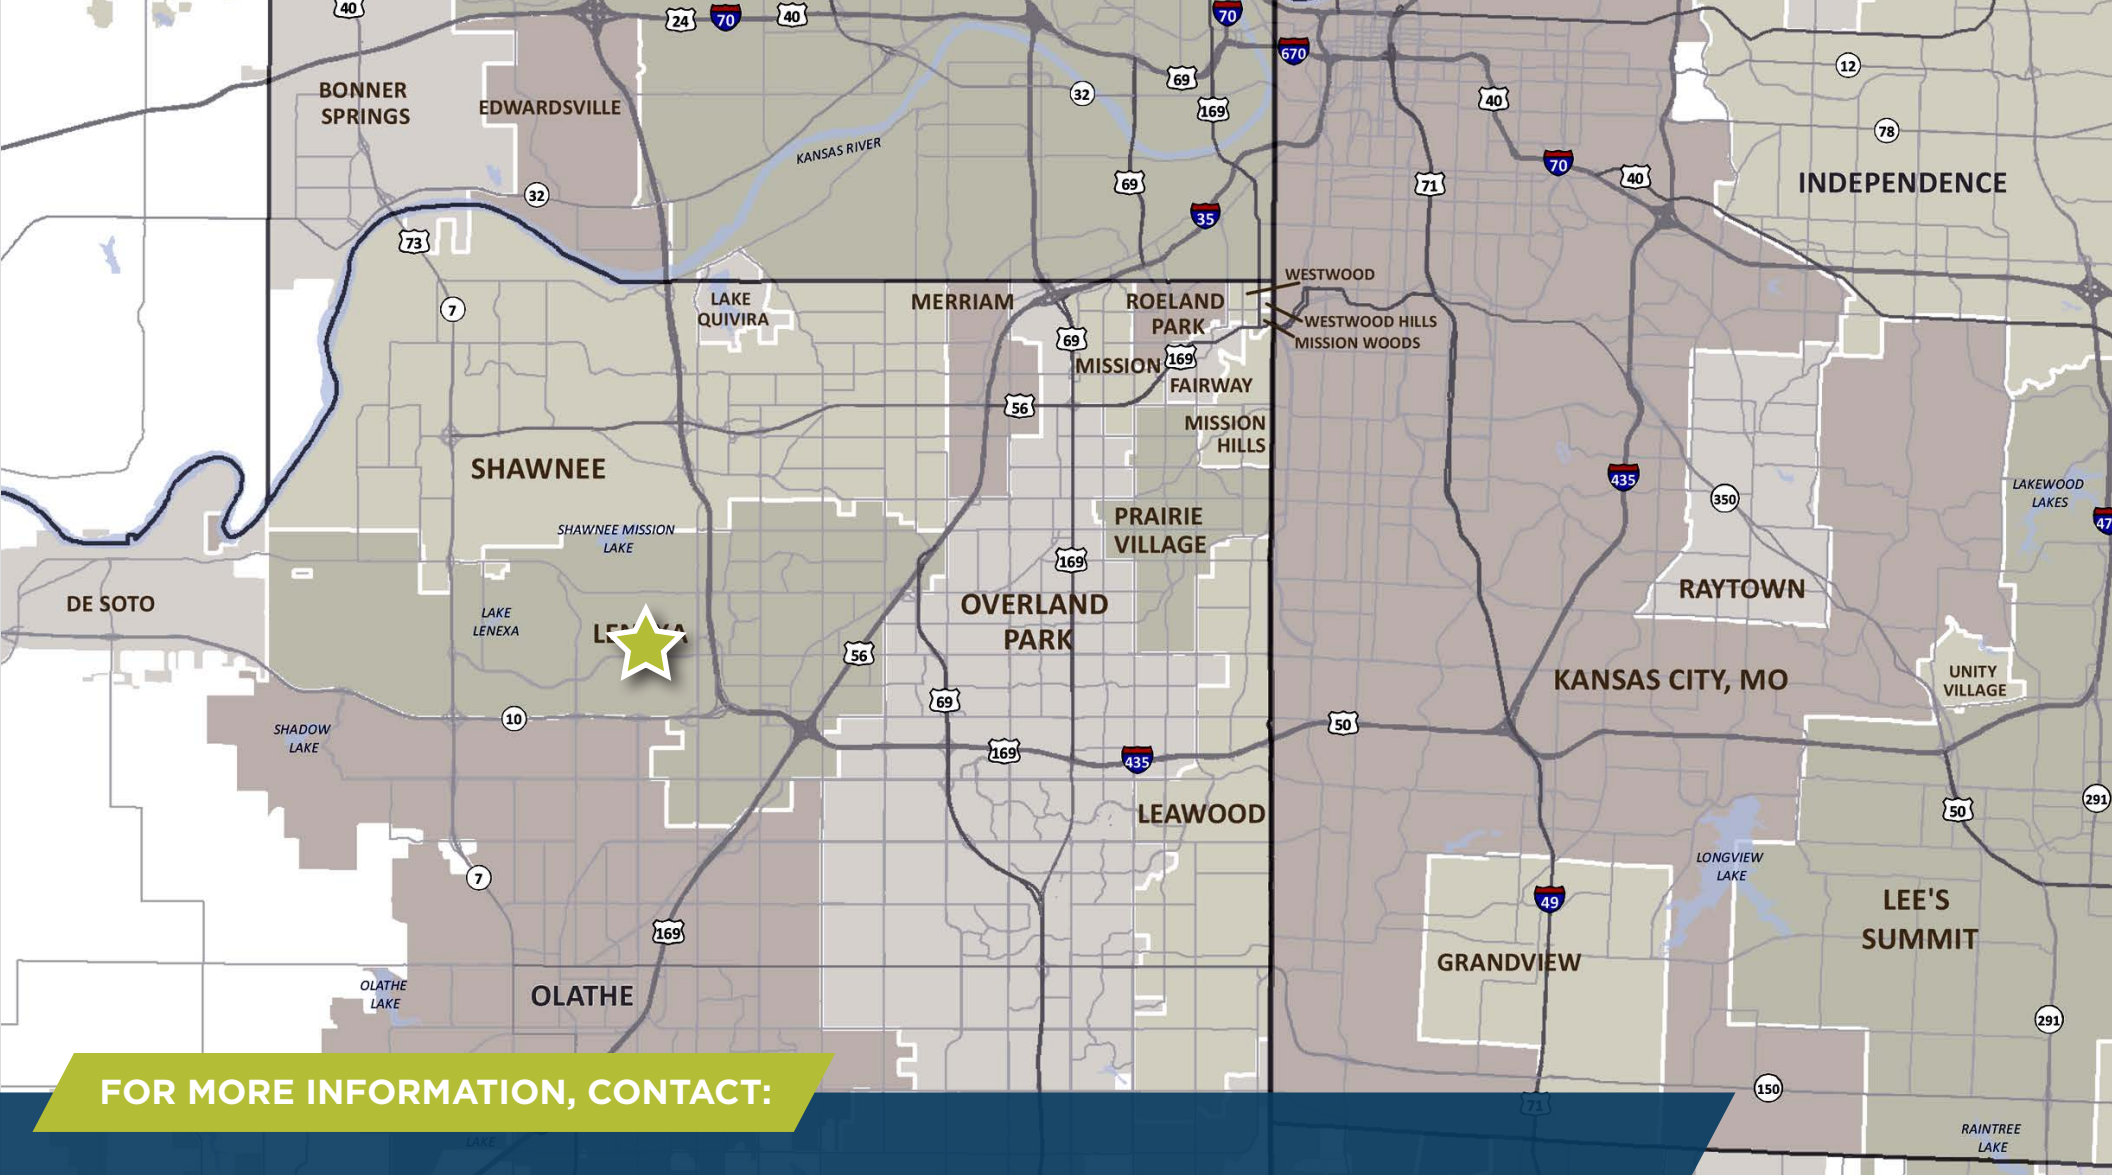 40
24
70
40
70
670
12
BONNER
SPRINGS
EDWARDSVILLE
69
32
169
40
78
KANSAS RIVER
70
40
INDEPENDENCE
32
69
71
35
73
WESTWOOD
7
LAKE
QUIVIRA
MERRIAM
ROELAND
PARK
WESTWOOD HILLS
MISSION WOODS
69
169
MISSION
FAIRWAY
56
MISSION
HILLS
SHAWNEE
435
350
LAKEWOOD
LAKES
47
SHAWNEE MISSION
LAKE
PRAIRIE
VILLAGE
169
DE SOTO
LAKE
LENEXA
OVERLAND
PARK
RAYTOWN
56
69
KANSAS CITY, MO
UNITY
VILLAGE
10
SHADOW
LAKE
50
169
435
LEAWOOD
50
291
7
LONGVIEW
LAKE
49
LEE'S
SUMMIT
169
GRANDVIEW
OLATHE
LAKE
OLATHE
291
FOR MORE INFORMATION, CONTACT:
150
71
RAINTREE
LAKE
LAKE